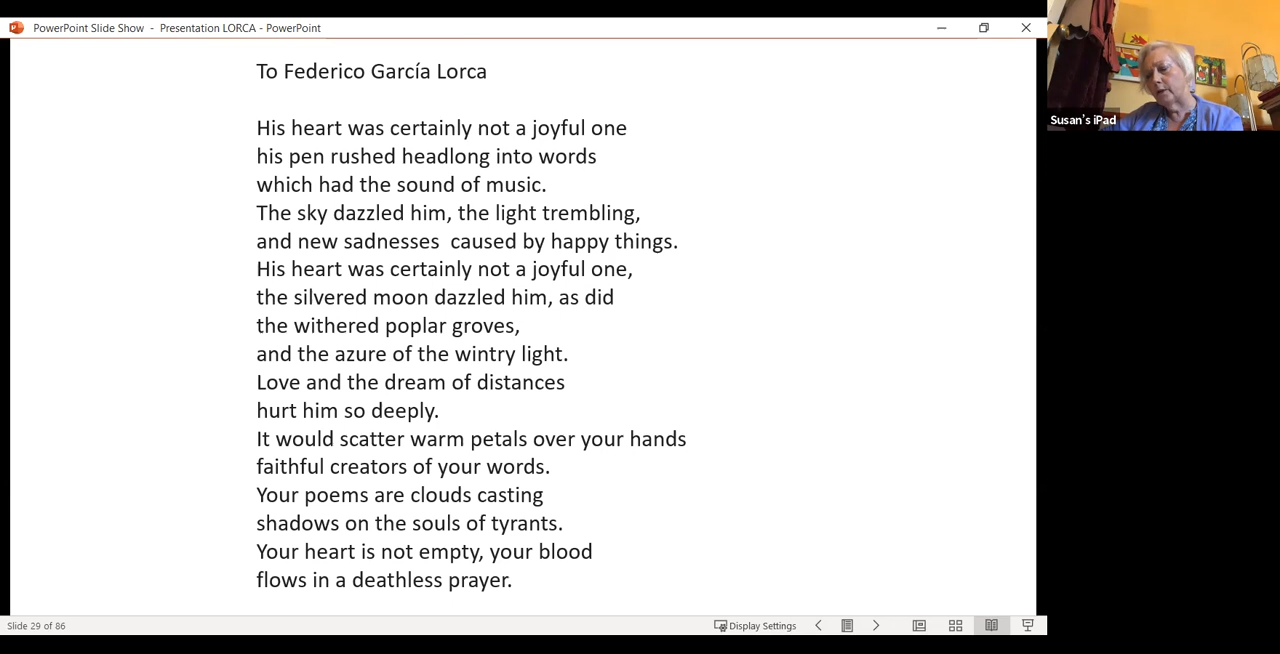 PowerPoint Slide Show - Presentation LORCA - PowerPoint
To Federico García Lorca
His heart was certainly not a joyful one
his pen rushed headlong into words
which had the sound of music.
The sky dazzled him, the light trembling,
and new sadnesses  caused by happy things.
His heart was certainly not a joyful one,
the silvered moon dazzled him, as did
the withered poplar groves,
and the azure of the wintry light.
Love and the dream of distances
hurt him so deeply.
It would scatter warm petals over your hands
faithful creators of your words.
Your poems are clouds casting
shadows on the souls of tyrants.
Your heart is not empty, your blood
flows in a deathless prayer.
Susan's iPad
Slide 29 of 86
Display Settings